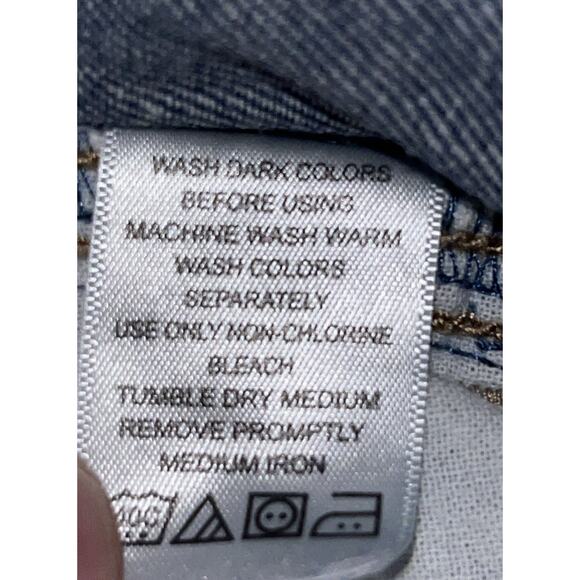 WASH DARK COLORS
BEFORE USING
MACHINE WASH WARM
WASH COLORS
SEPARATELY
USE ONLY NON-CHLORINE
BLEACH
TUMBLE DRY MEDIUM
REMOVE PROMPTLY
MEDIUM IRON
40C